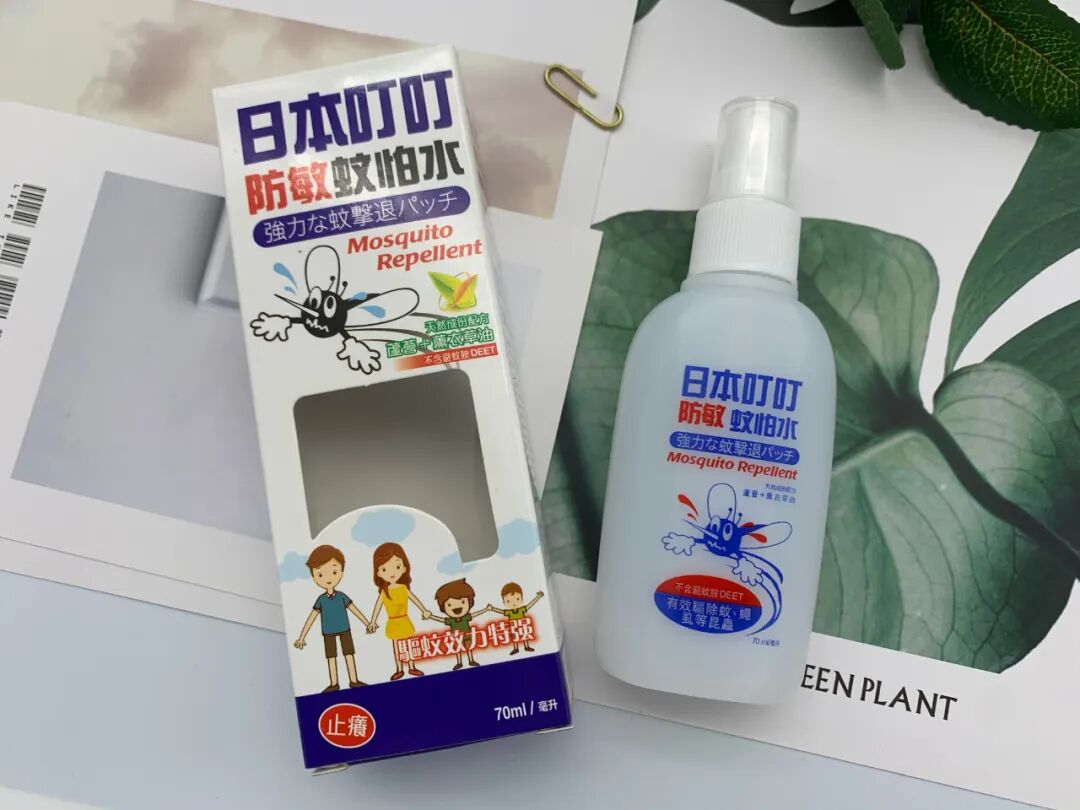 日本叮叮
防敏蚊怕水
強力な蚊撃退パッチ
Mosquito
Repellent
天然成份配方
蘆薈+薰衣草油
不含避蚊胺DEET
驅蚊效力特强
止癢
70ml / 毫升
日本叮叮
防敏 蚊怕水
強力な蚊撃退パッチ
Mosquito Repellent
天然成份配方
蘆薈+薰衣草油
不含避蚊胺DEET
有效驅除蚊、蠅
虱等昆蟲
70 ml/毫升
EEN PLANT